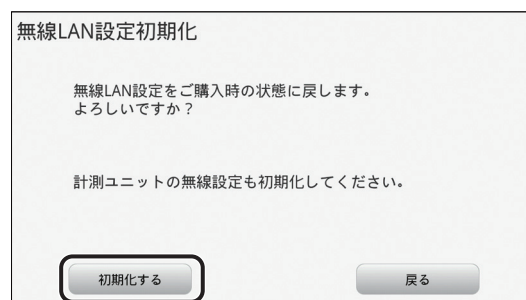 無線LAN設定初期化
無線LAN設定をご購入時の状態に戻します。
よろしいですか？
計測ユニットの無線設定も初期化してください。
初期化する
戻る